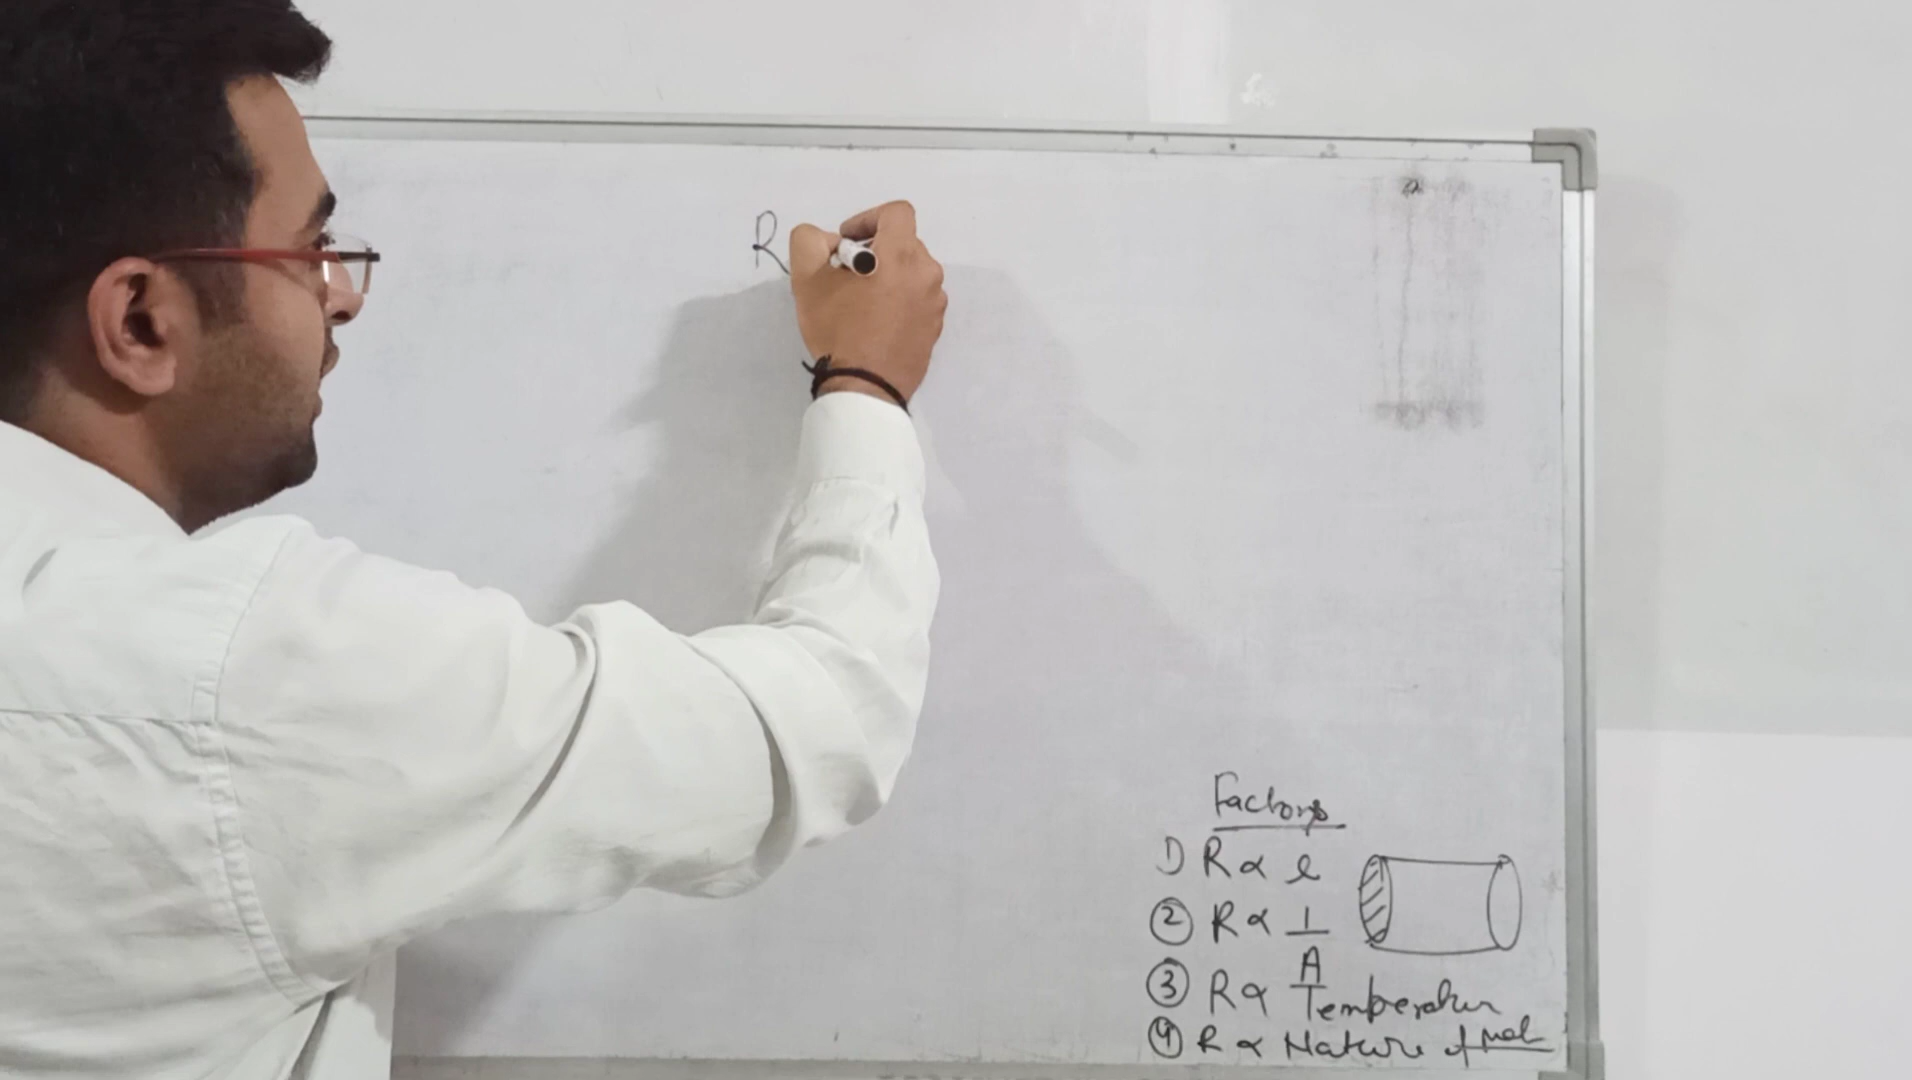 R
Factors
1) R ∝ l
② R ∝ 1/A
③ R ∝ Temperature
④ R ∝ Nature of mat